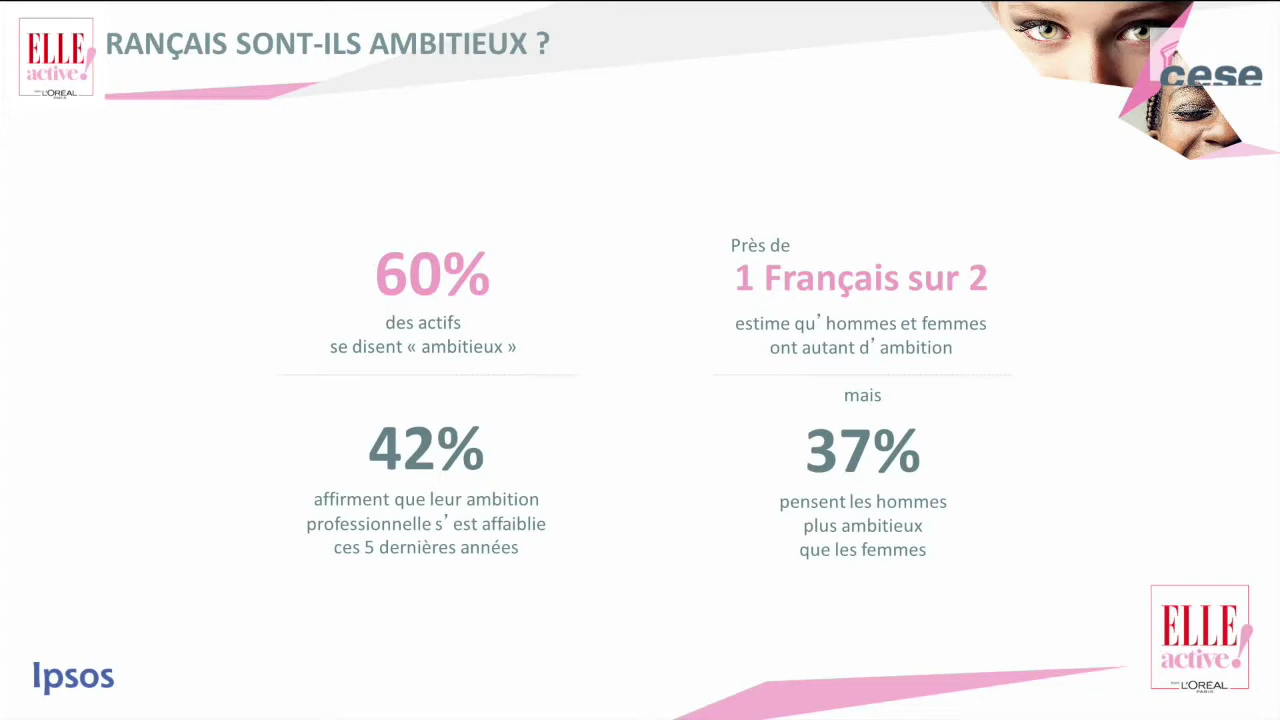 ELLE
active!
AVEC L'ORÉAL
PARIS
RANÇAIS SONT-ILS AMBITIEUX ?
cese
60%
des actifs
se disent « ambitieux »
42%
affirment que leur ambition
professionnelle s’ est affaiblie
ces 5 dernières années
Près de
1 Français sur 2
estime qu’ hommes et femmes
ont autant d’ ambition
mais
37%
pensent les hommes
plus ambitieux
que les femmes
Ipsos
ELLE
active!
L'ORÉAL
PARIS